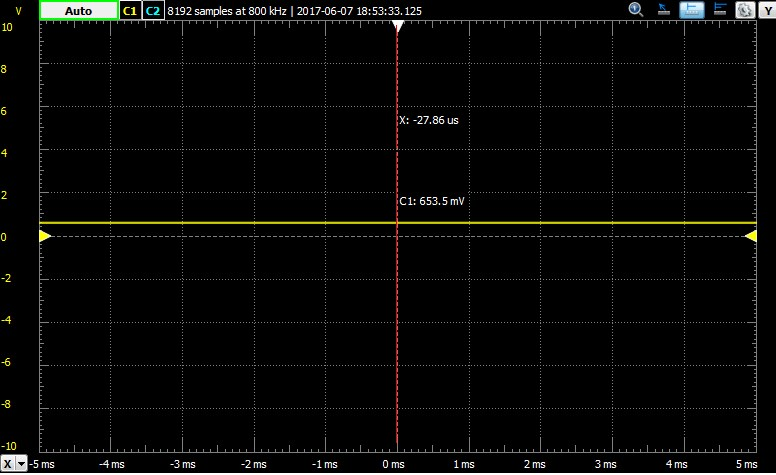 V Auto C1 C2 8192 samples at 800 kHz | 2017-06-07 18:53:33.125 Y
10
8
6
X: -27.86 us
4
2
C1: 653.5 mV
0
-2
-4
-6
-8
-10
X -5 ms -4 ms -3 ms -2 ms -1 ms 0 ms 1 ms 2 ms 3 ms 4 ms 5 ms